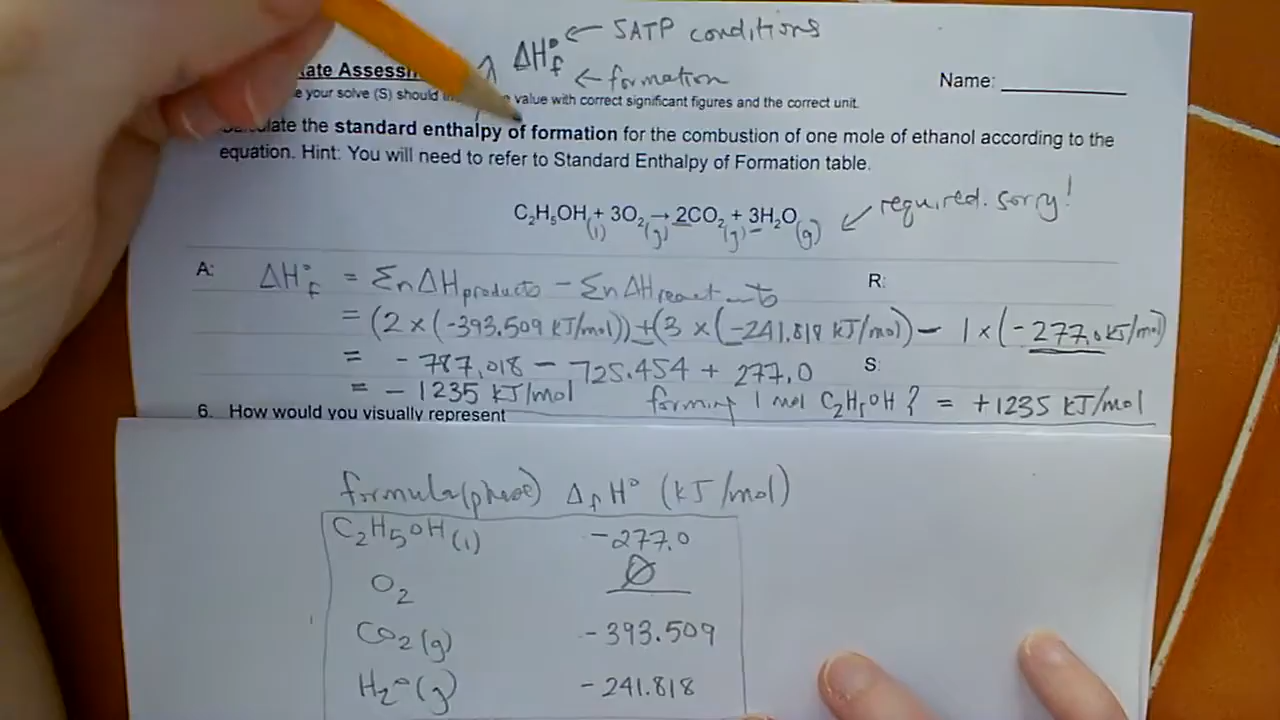 ΔH°f ← SATP conditions
← formation
Name:
e your solve (S) should value with correct significant figures and the correct unit.
the standard enthalpy of formation for the combustion of one mole of ethanol according to the
equation. Hint: You will need to refer to Standard Enthalpy of Formation table.
C₂H₅OH(l) + 3O₂(g) → 2CO₂(g) + 3H₂O(g) ↙ required. sorry!
A: ΔH°f = ΣnΔHproducts − ΣnΔHreactants R:
= (2 × (-393.509 KJ/mol)) + (3 × (-241.818 KJ/mol) − 1 × (-277.0 KJ/mol)
= -787.018 − 725.454 + 277.0 S:
= -1235 KJ/mol forming 1 mol C₂H₅OH? = +1235 KJ/mol
6. How would you visually represent
formula(phase) ΔfH° (KJ/mol)
C₂H₅OH(l) -277.0
O₂ Ø
CO₂(g) -393.509
H₂O(g) -241.818